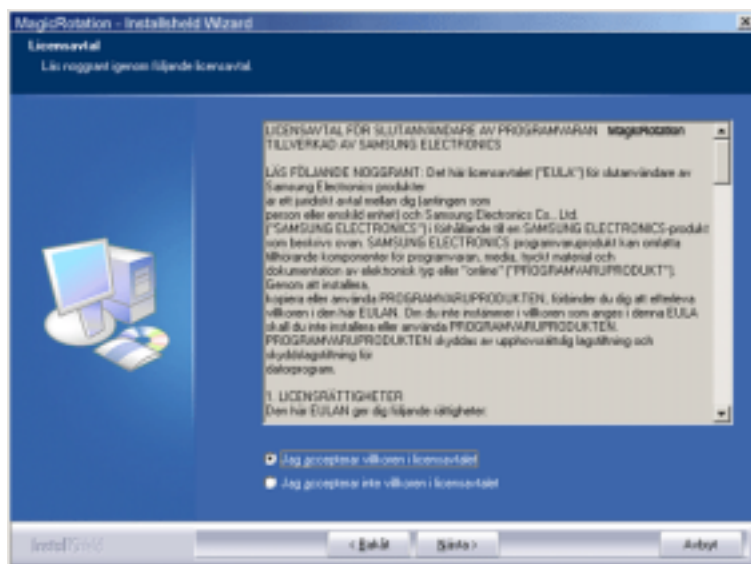 MagicRotation - InstallShield Wizard
Licensavtal
Läs noggrant igenom följande licensavtal.
LICENSAVTAL FÖR SLUTANVÄNDARE AV PROGRAMVARAN MagicRotation
TILLVERKAD AV SAMSUNG ELECTRONICS
LÄS FÖLJANDE NOGGRANT: Det här licensavtalet ("EULA") för slutanvändare av
Samsung Electronics produkter
är ett juridiskt avtal mellan dig (antingen som
person eller enskild enhet) och Samsung Electronics Co., Ltd.
("SAMSUNG ELECTRONICS") i förhållande till en SAMSUNG ELECTRONICS-produkt
som beskrivs ovan. SAMSUNG ELECTRONICS programvaruprodukt kan omfatta
tillhörande komponenter för programvaran, media, tryckt material och
dokumentation av elektronisk typ eller "online" ("PROGRAMVARUPRODUKT").
Genom att installera,
kopiera eller använda PROGRAMVARUPRODUKTEN, förbinder du dig att efterleva
villkoren i den här EULAN. Om du inte instämmer i villkoren som anges i denna EULA
skall du inte installera eller använda PROGRAMVARUPRODUKTEN.
PROGRAMVARUPRODUKTEN skyddas av upphovsrättslig lagstiftning och
skyddslagstiftning för
datorprogram.
1. LICENSRÄTTIGHETER
Den här EULAN ger dig följande rättigheter:
Jag accepterar villkoren i licensavtalet
Jag accepterar inte villkoren i licensavtalet
InstallShield
< Bakåt
Nästa >
Avbryt